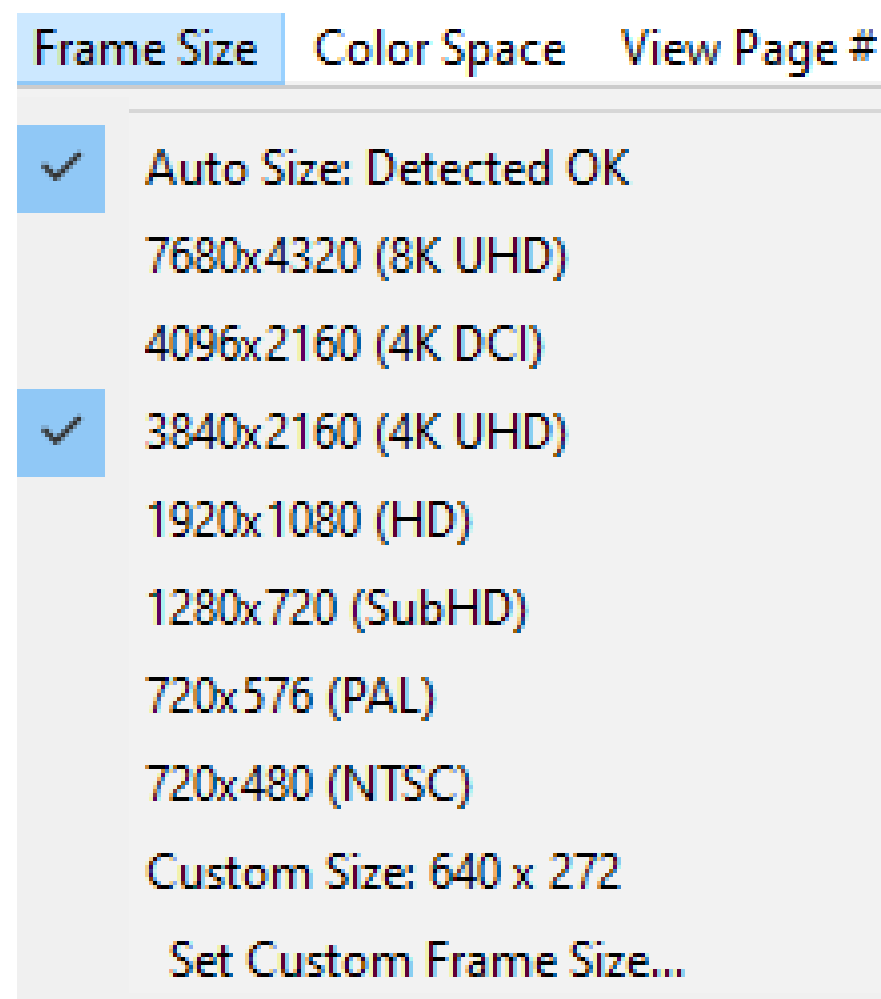 Frame Size Color Space View Page #
Auto Size: Detected OK
7680x4320 (8K UHD)
4096x2160 (4K DCI)
3840x2160 (4K UHD)
1920x1080 (HD)
1280x720 (SubHD)
720x576 (PAL)
720x480 (NTSC)
Custom Size: 640 x 272
Set Custom Frame Size...